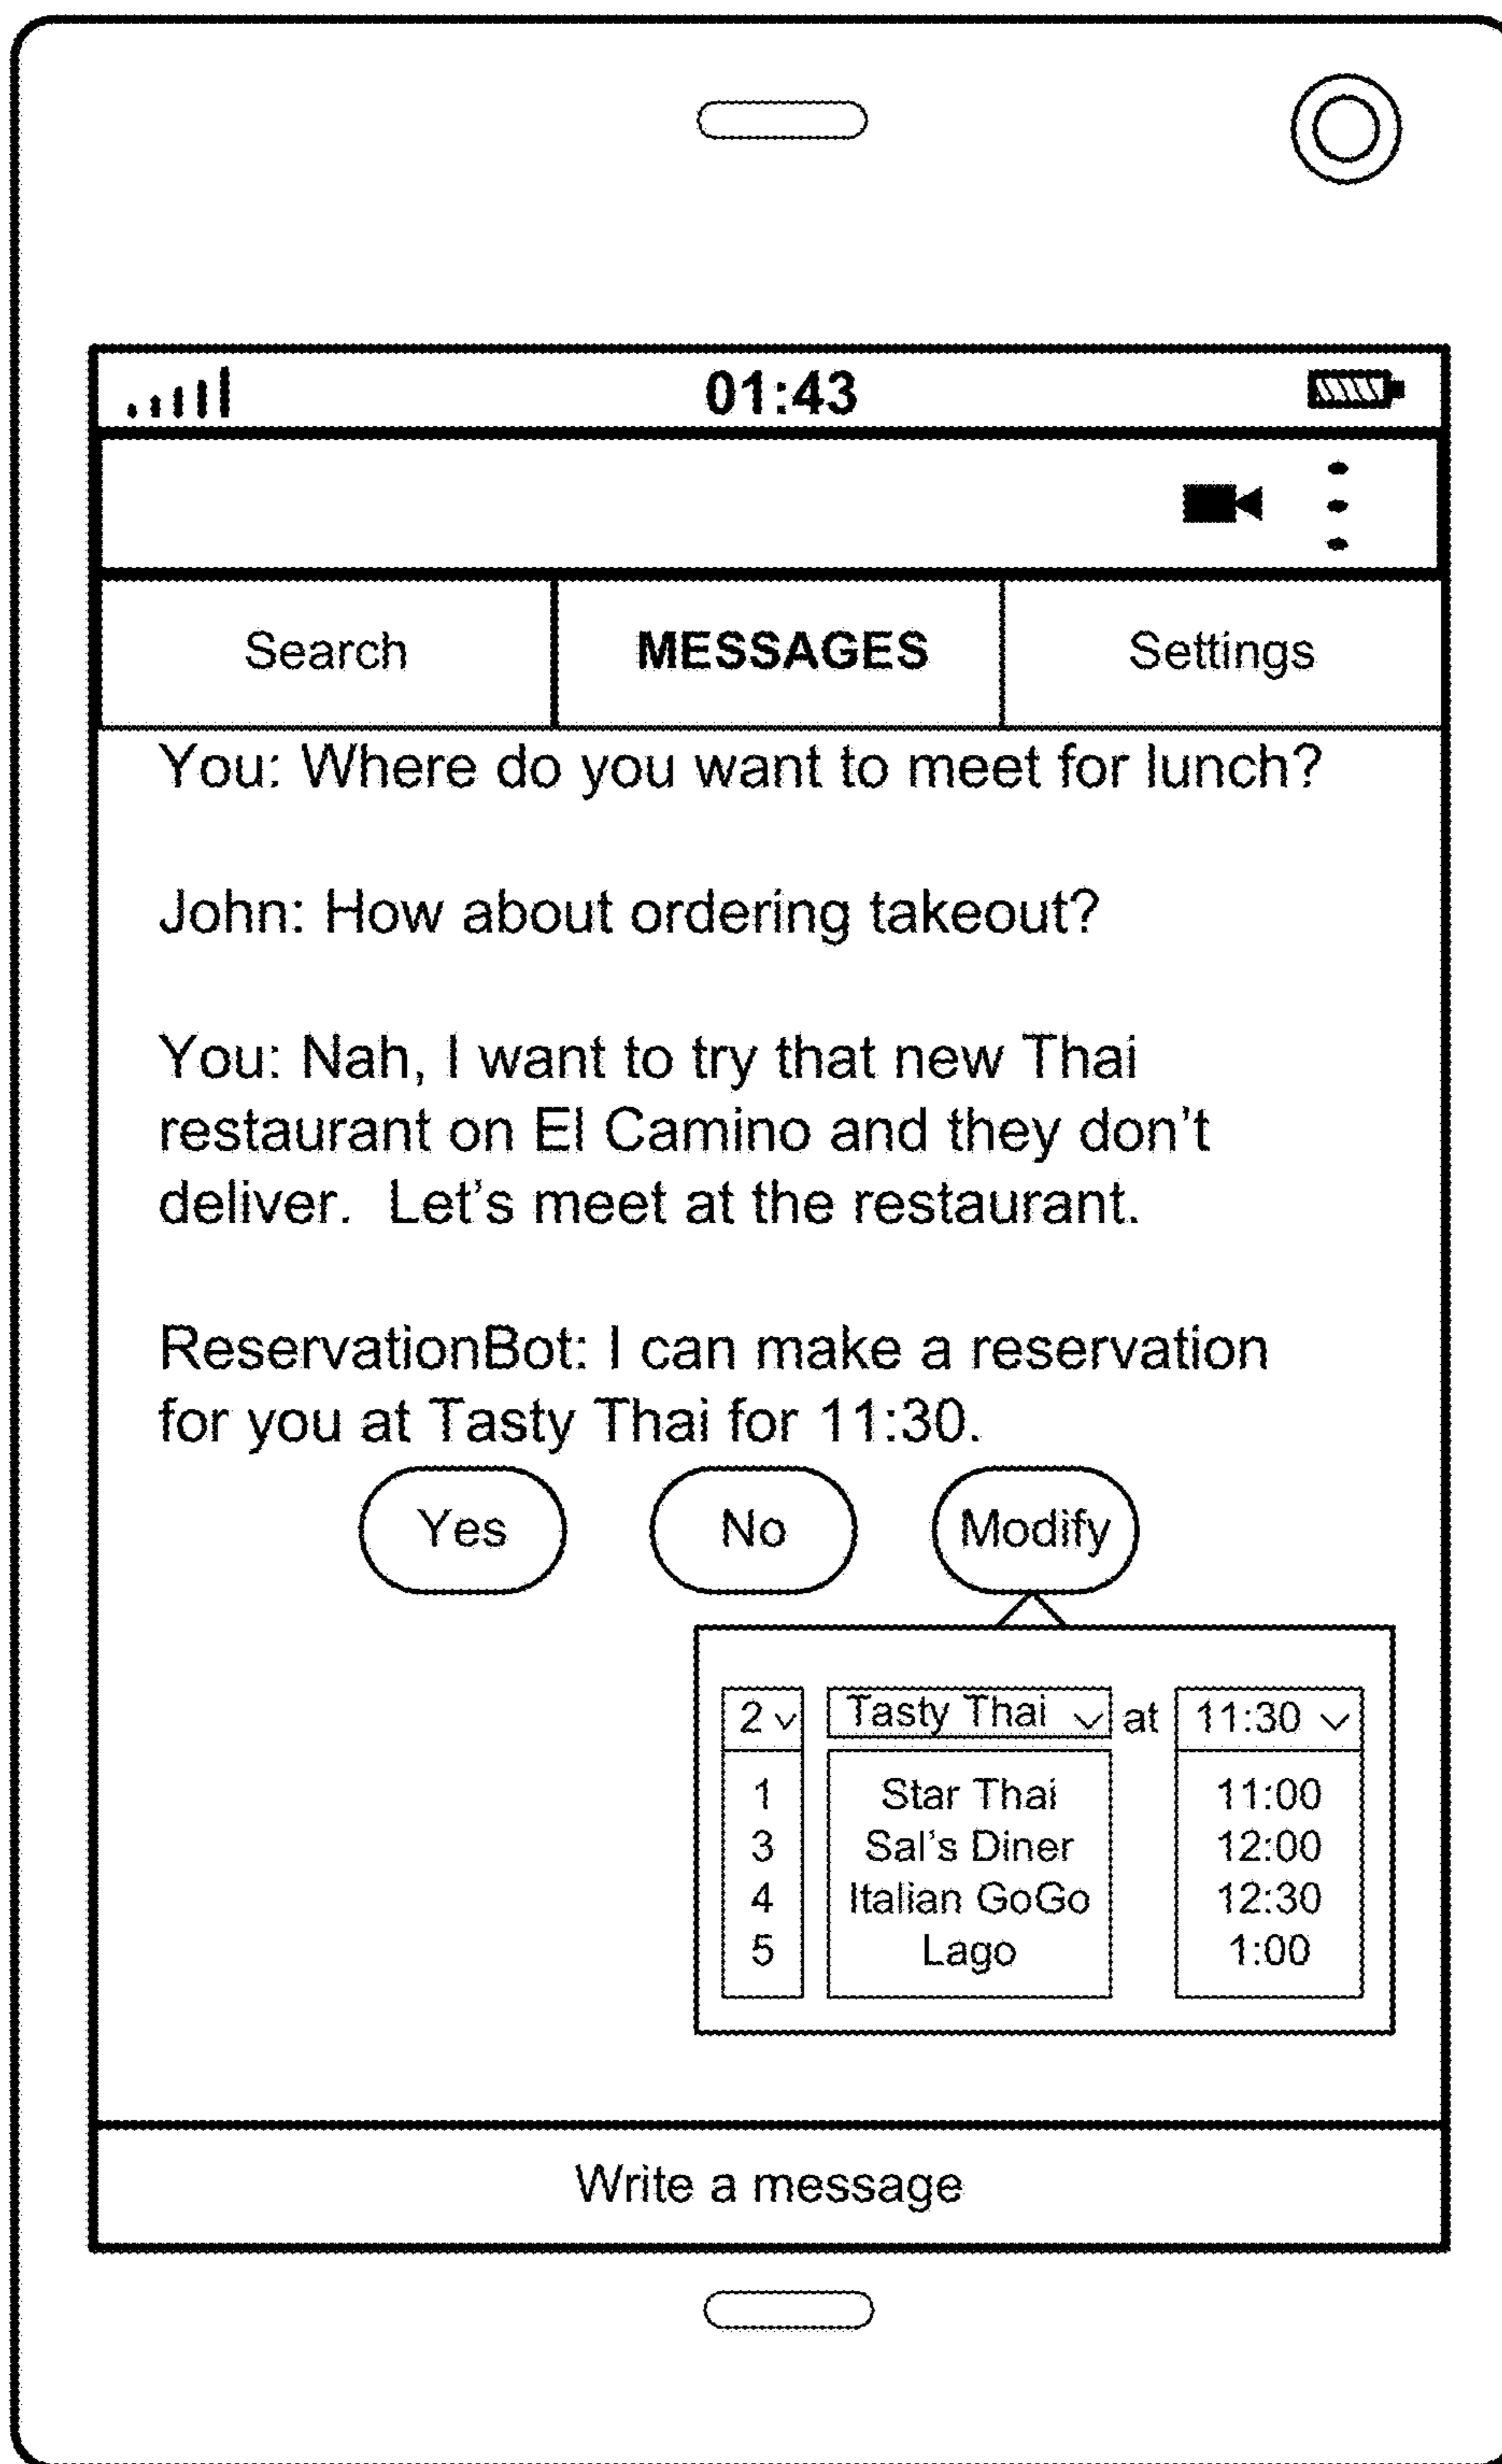 01:43
Search MESSAGES Settings
You: Where do you want to meet for lunch?
John: How about ordering takeout?
You: Nah, I want to try that new Thai
restaurant on El Camino and they don't
deliver.  Let's meet at the restaurant.
ReservationBot: I can make a reservation
for you at Tasty Thai for 11:30.
Yes No Modify
2 Tasty Thai at 11:30
1 Star Thai 11:00
3 Sal's Diner 12:00
4 Italian GoGo 12:30
5 Lago 1:00
Write a message